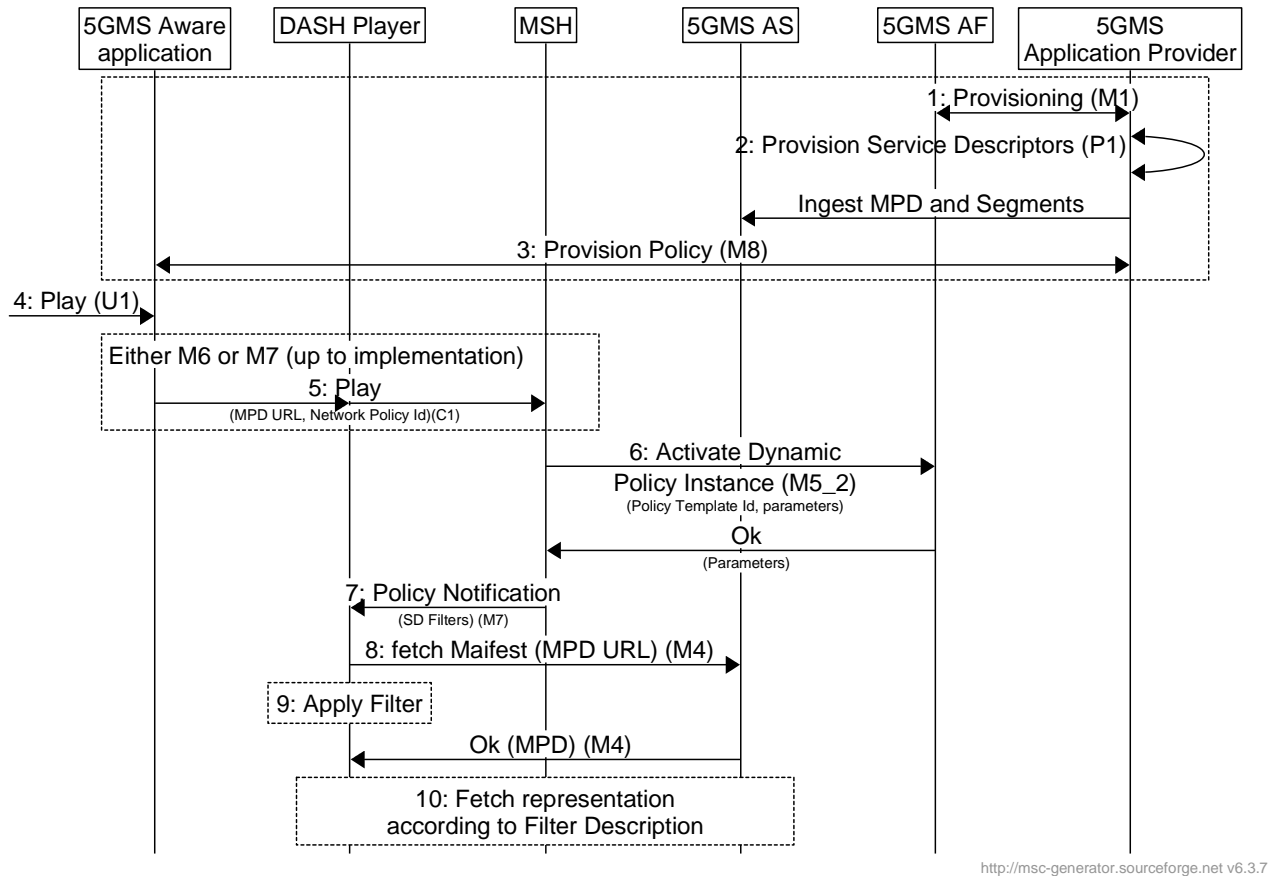 5GMS Aware
application
DASH Player
MSH
5GMS AS
5GMS AF
5GMS
Application Provider
1: Provisioning (M1)
2: Provision Service Descriptors (P1)
Ingest MPD and Segments
3: Provision Policy (M8)
4: Play (U1)
Either M6 or M7 (up to implementation)
5: Play
(MPD URL, Network Policy Id)(C1)
6: Activate Dynamic
Policy Instance (M5_2)
(Policy Template Id, parameters)
Ok
(Parameters)
7: Policy Notification
(SD Filters) (M7)
8: fetch Maifest (MPD URL) (M4)
9: Apply Filter
Ok (MPD) (M4)
10: Fetch representation
according to Filter Description
http://msc-generator.sourceforge.net v6.3.7